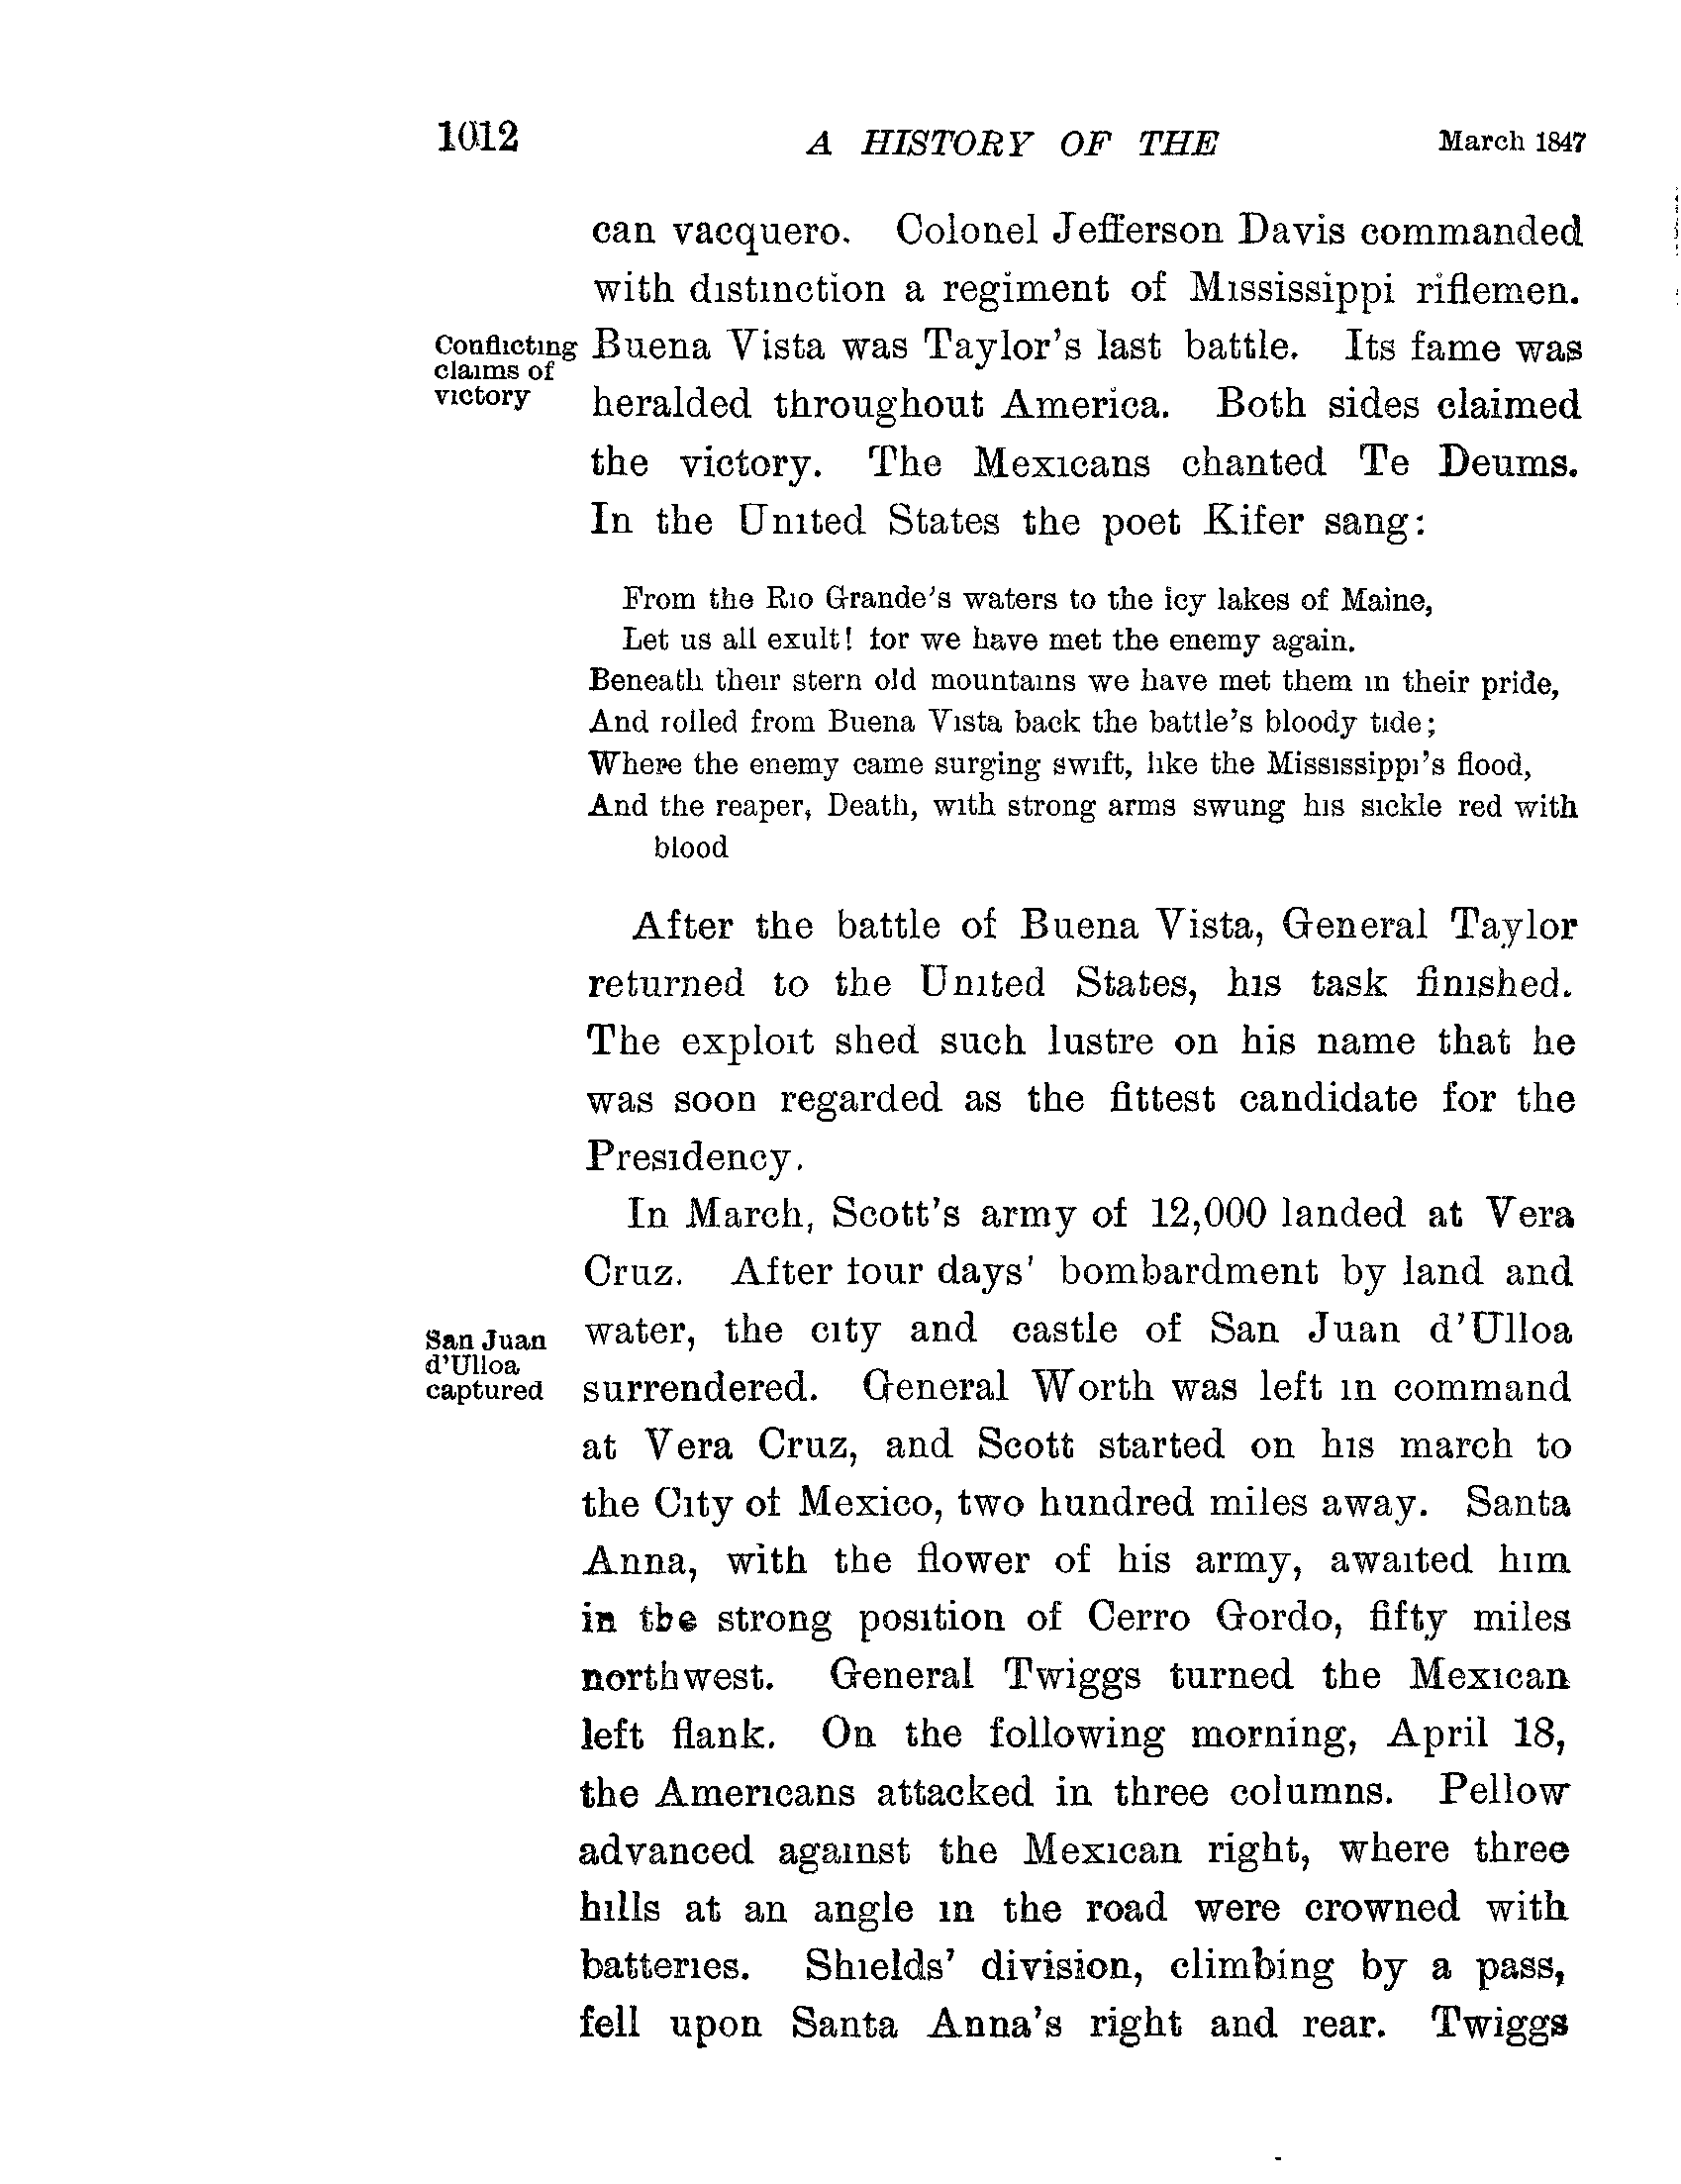 1012 A HISTORY OF THE March 1847
can vacquero. Colonel Jefferson Davis commanded
with distinction a regiment of Mississippi riflemen.
Conflicting
claims of
victory
Buena Vista was Taylor's last battle. Its fame was
heralded throughout America. Both sides claimed
the victory. The Mexicans chanted Te Deums.
In the United States the poet Kifer sang:
From the Rio Grande's waters to the icy lakes of Maine,
Let us all exult! for we have met the enemy again.
Beneath their stern old mountains we have met them in their pride,
And rolled from Buena Vista back the battle's bloody tide;
Where the enemy came surging swift, like the Mississippi's flood,
And the reaper, Death, with strong arms swung his sickle red with
blood
After the battle of Buena Vista, General Taylor
returned to the United States, his task finished.
The exploit shed such lustre on his name that he
was soon regarded as the fittest candidate for the
Presidency.
In March, Scott's army of 12,000 landed at Vera
Cruz. After four days' bombardment by land and
San Juan
d'Ulloa
captured
water, the city and castle of San Juan d'Ulloa
surrendered. General Worth was left in command
at Vera Cruz, and Scott started on his march to
the City of Mexico, two hundred miles away. Santa
Anna, with the flower of his army, awaited him
in the strong position of Cerro Gordo, fifty miles
northwest. General Twiggs turned the Mexican
left flank. On the following morning, April 18,
the Americans attacked in three columns. Pellow
advanced against the Mexican right, where three
hills at an angle in the road were crowned with
batteries. Shields' division, climbing by a pass,
fell upon Santa Anna's right and rear. Twiggs